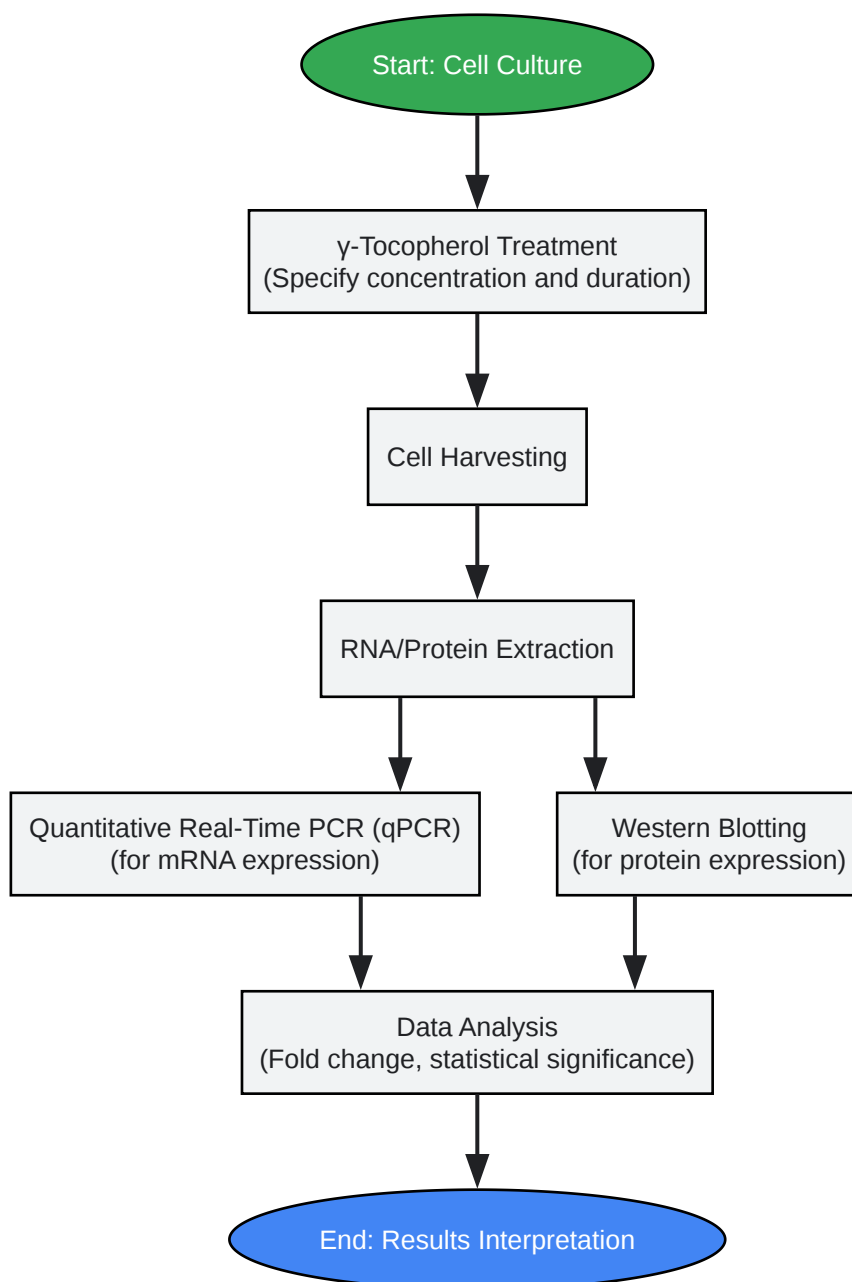 Start: Cell Culture
γ-Tocopherol Treatment
(Specify concentration and duration)
Cell Harvesting
RNA/Protein Extraction
Quantitative Real-Time PCR (qPCR)
(for mRNA expression)
Western Blotting
(for protein expression)
Data Analysis
(Fold change, statistical significance)
End: Results Interpretation